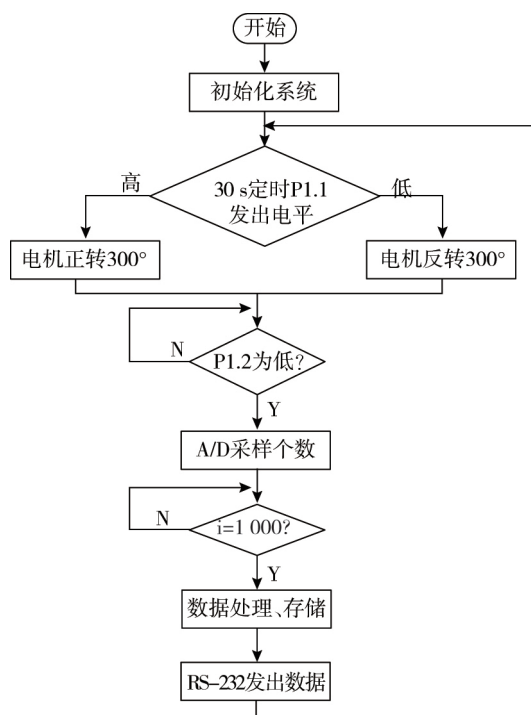 开始
初始化系统
30 s定时P1.1
发出电平
高
低
电机正转300°
电机反转300°
P1.2为低?
N
Y
A/D采样个数
i=1 000?
N
Y
数据处理、存储
RS-232发出数据